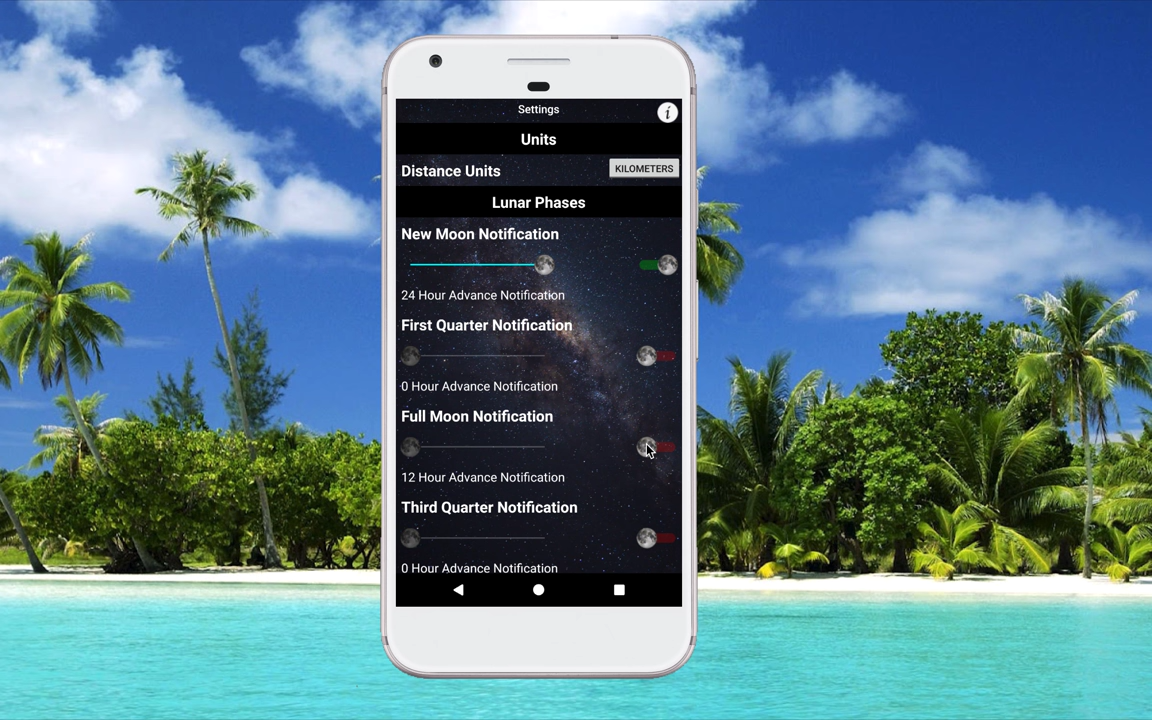 Settings
i
Units
Distance Units
KILOMETERS
Lunar Phases
New Moon Notification
24 Hour Advance Notification
First Quarter Notification
0 Hour Advance Notification
Full Moon Notification
12 Hour Advance Notification
Third Quarter Notification
0 Hour Advance Notification